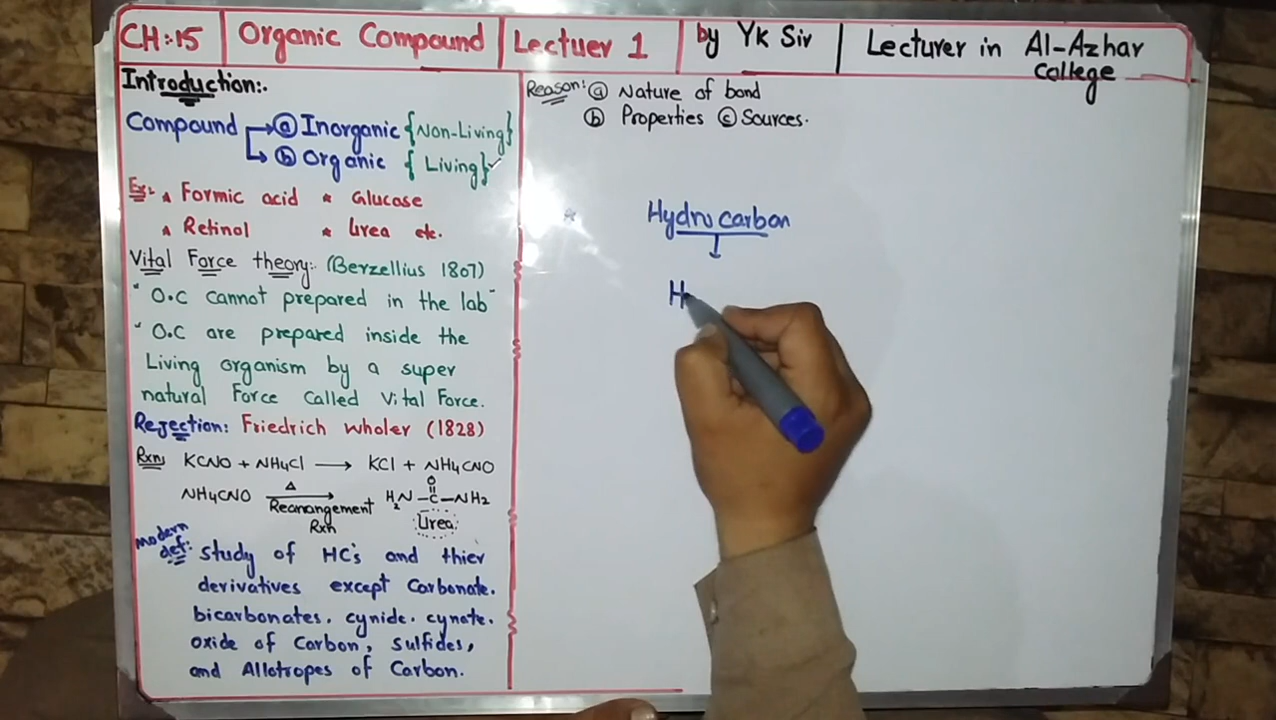 CH:15 | Organic Compound | Lectuer 1 | by YK Sir | Lecturer in Al-Azhar College
Introduction:.
Compound → (a) Inorganic {Non-Living}
↳ (b) Organic { Living}✓
Ex: * Formic acid * Glucose
* Retinol * Urea etc.
Vital Force theory: (Berzellius 1807)
" O.C cannot prepared in the lab"
" O.C are prepared inside the
Living organism by a super
natural Force called Vital Force.
Rejection: Friedrich Wholer (1828)
Rxn: KCNO + NH4Cl → KCl + NH4CNO
NH4CNO Δ → Rearrangement Rxn H2N-C-NH2
O
Urea
modern def: Study of HC's and thier
derivatives except Carbonate.
bicarbonates. cynide. cynate.
oxide of Carbon, Sulfides,
and Allotropes of Carbon.
Reason: (a) Nature of bond
(b) Properties (c) Sources.
Hydrocarbon
↓
H